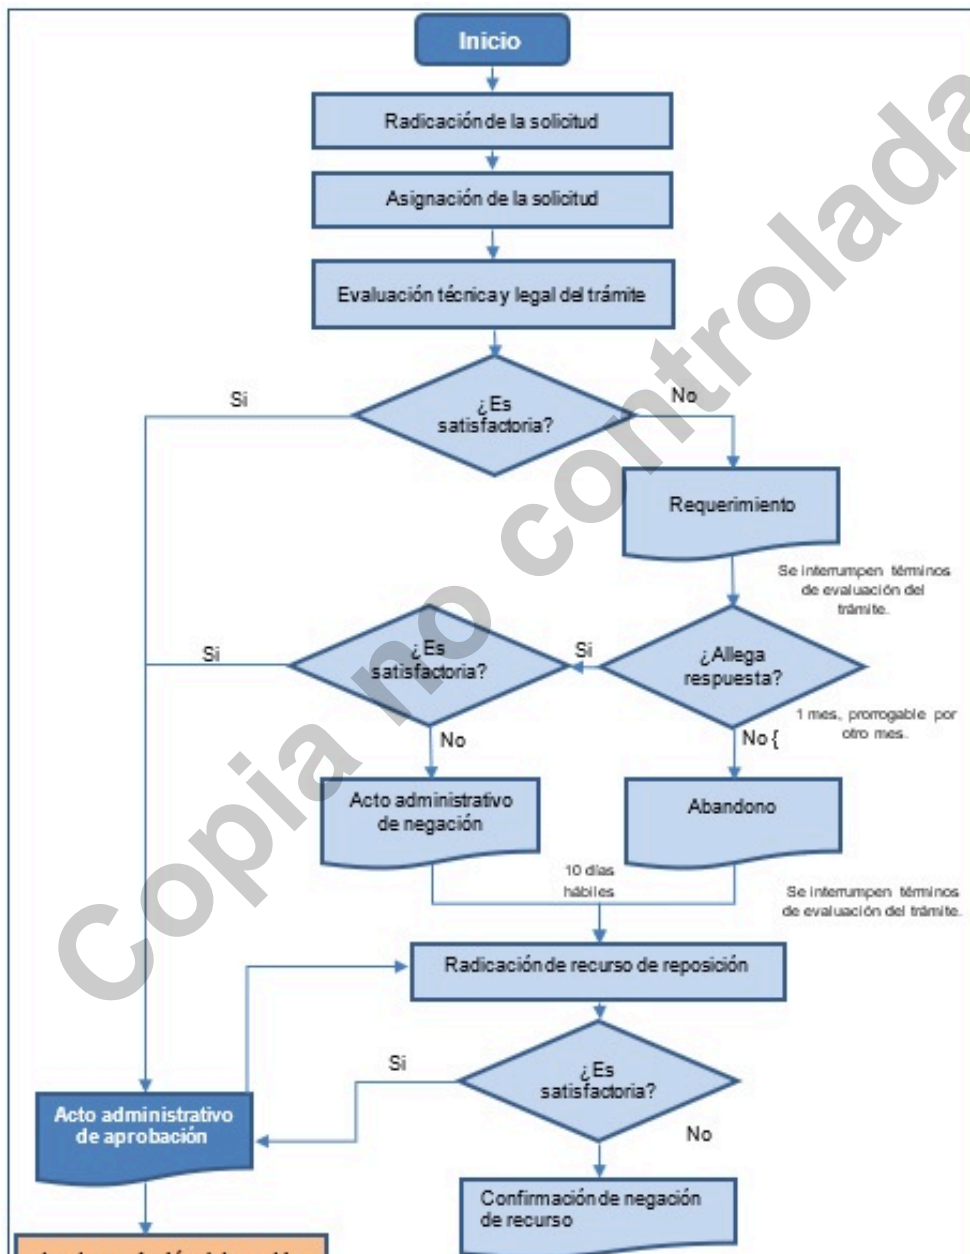 Inicio
Radicación de la solicitud
Asignación de la solicitud
Evaluación técnica y legal del trámite
Si
¿Es
satisfactoria?
No
Requerimiento
Se interrumpen términos
de evaluación del
trámite.
Si
¿Es
satisfactoria?
Si
¿Allega
respuesta?
1 mes, prorrogable por
otro mes.
No
No {
Acto administrativo
de negación
Abandono
10 días
hábiles
Se interrumpen términos
de evaluación del trámite.
Radicación de recurso de reposición
Si
¿Es
satisfactoria?
No
Acto administrativo
de aprobación
Confirmación de negación
de recurso
Copia no controlada